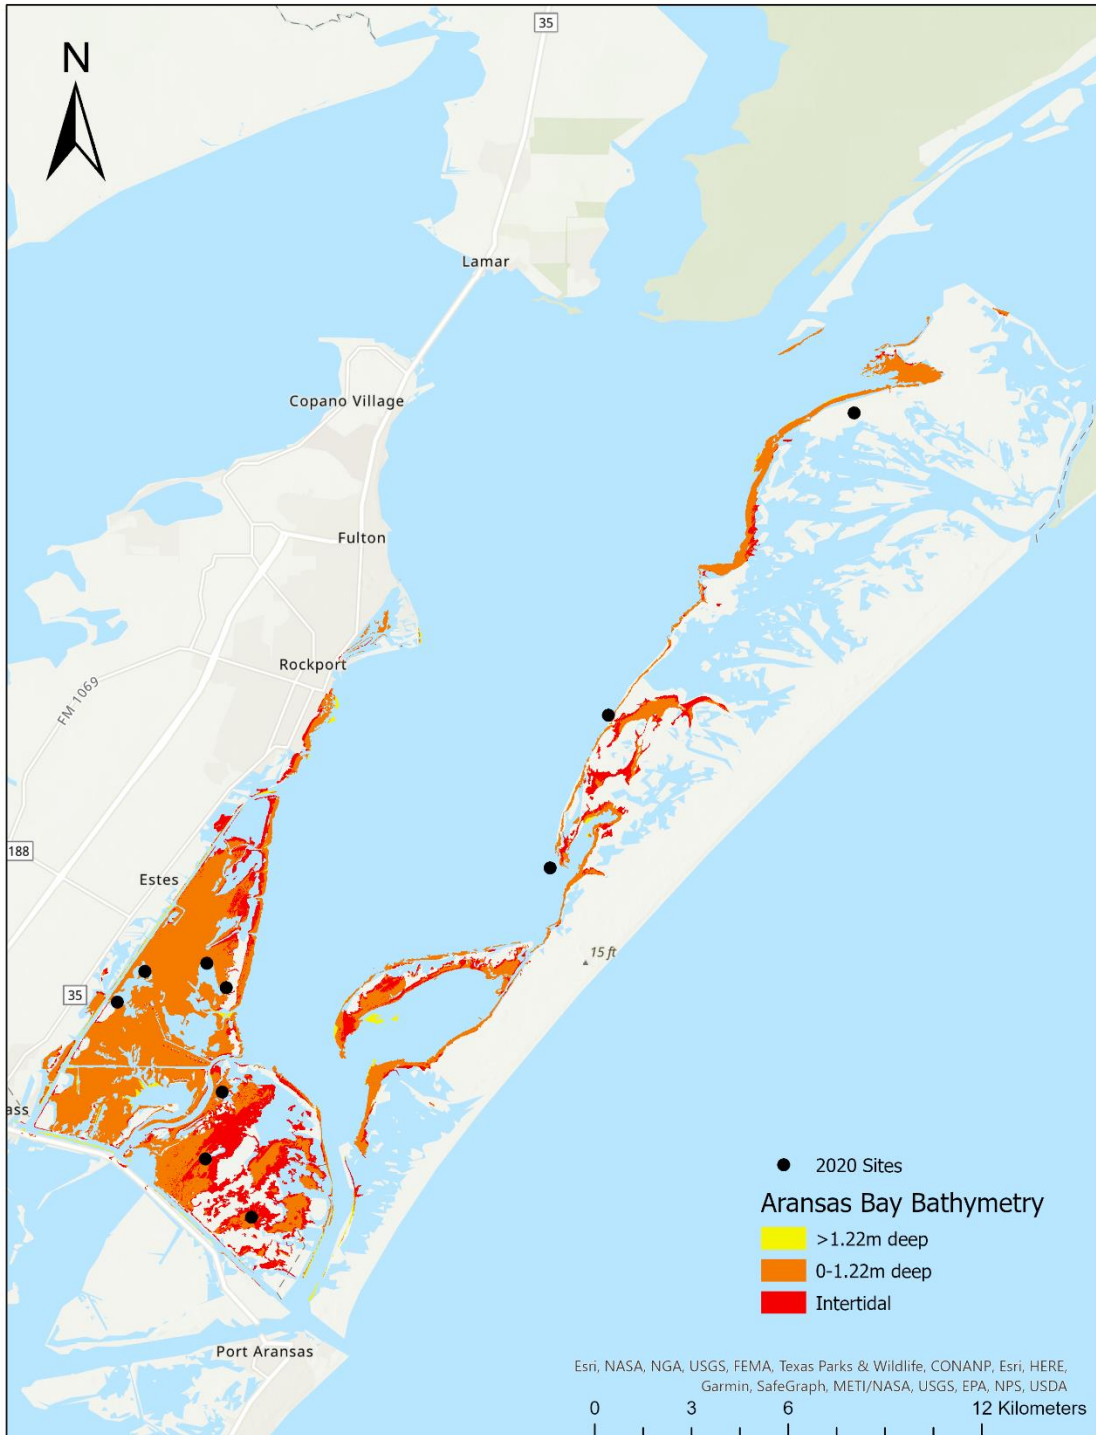 35
N
Lamar
Copano Village
Fulton
Rockport
FM 1069
188
Estes
15 ft
35
ass
2020 Sites
Aransas Bay Bathymetry
>1.22m deep
0-1.22m deep
Intertidal
Port Aransas
Esri, NASA, NGA, USGS, FEMA, Texas Parks & Wildlife, CONANP, Esri, HERE,
Garmin, SafeGraph, METI/NASA, USGS, EPA, NPS, USDA
0 3 6 12 Kilometers